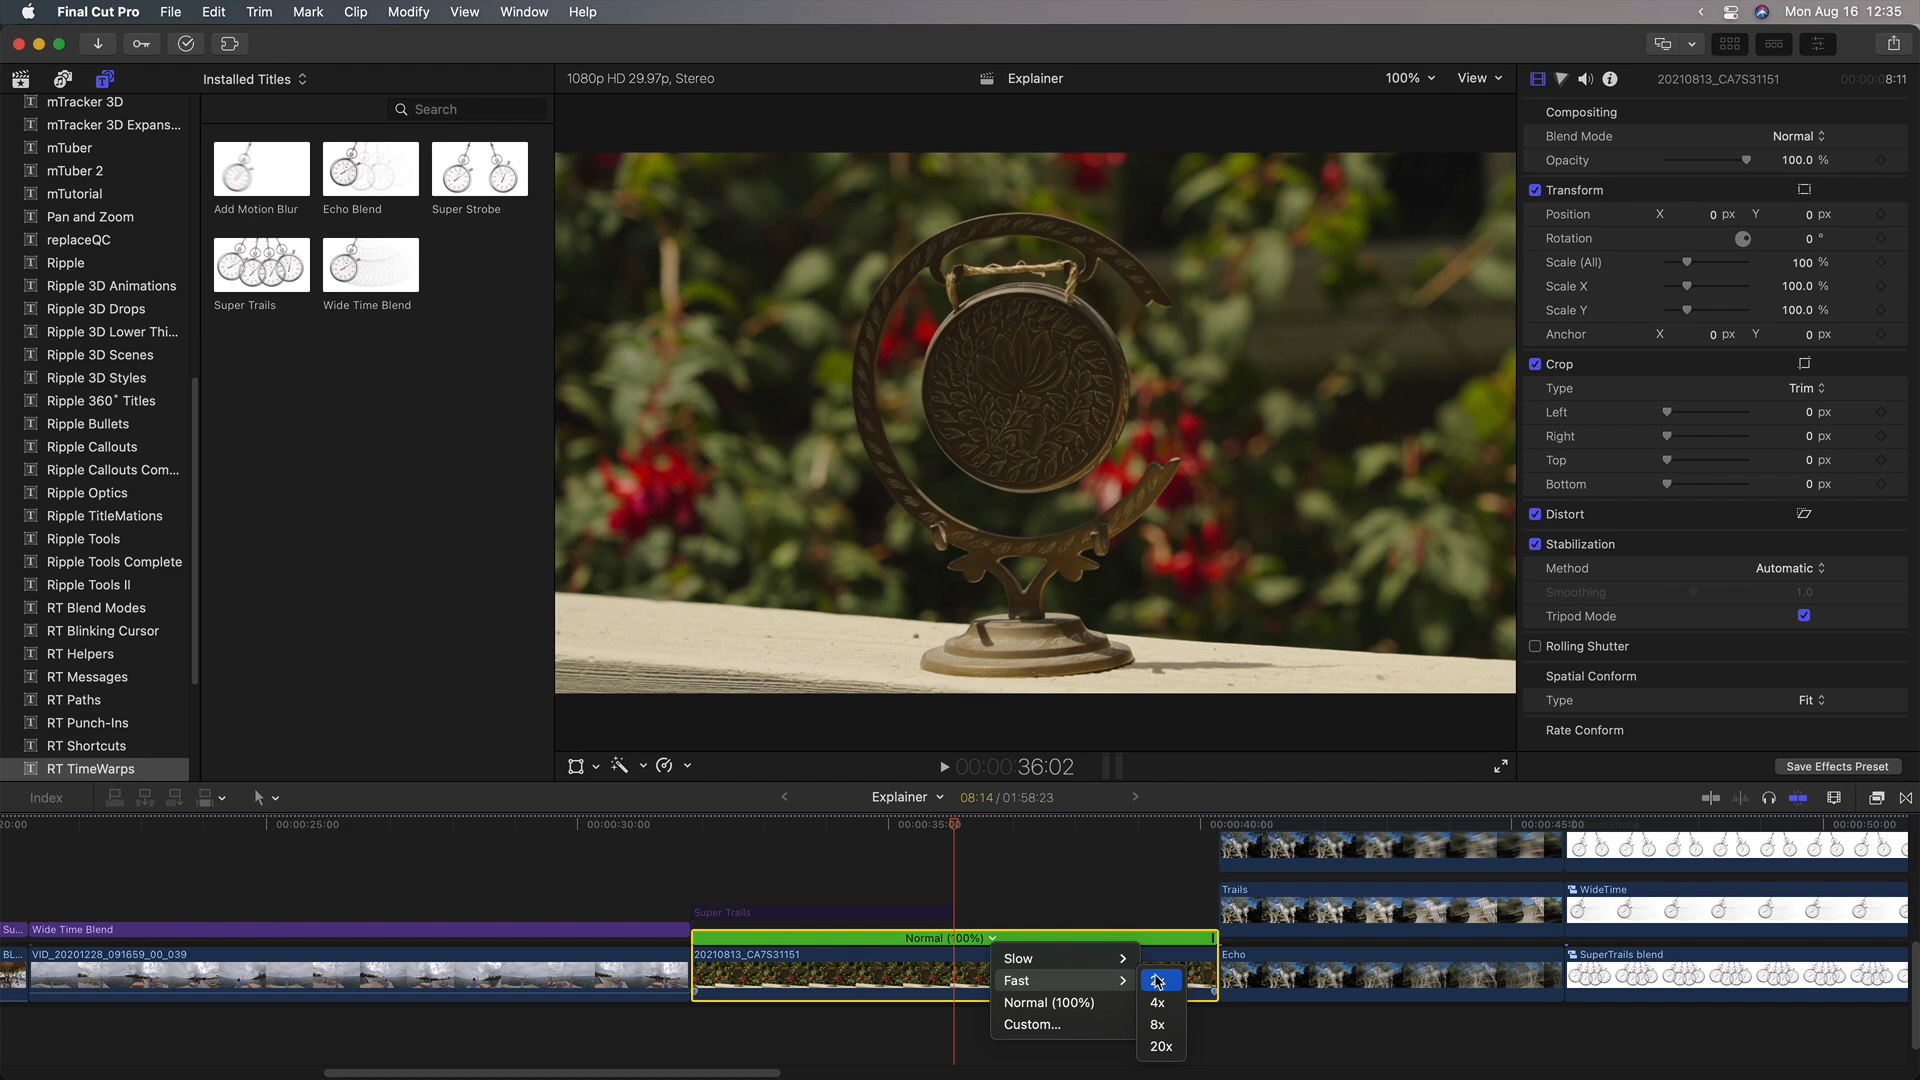 Final Cut Pro File Edit Trim Mark Clip Modify View Window Help Mon Aug 16 12:35
Installed Titles
1080p HD 29.97p, Stereo
Explainer
100%
View
20210813_CA7S31151
00:00:08:11
Search
mTracker 3D
mTracker 3D Expans...
mTuber
mTuber 2
mTutorial
Pan and Zoom
replaceQC
Ripple
Ripple 3D Animations
Ripple 3D Drops
Ripple 3D Lower Thi...
Ripple 3D Scenes
Ripple 3D Styles
Ripple 360° Titles
Ripple Bullets
Ripple Callouts
Ripple Callouts Com...
Ripple Optics
Ripple TitleMations
Ripple Tools
Ripple Tools Complete
Ripple Tools II
RT Blend Modes
RT Blinking Cursor
RT Helpers
RT Messages
RT Paths
RT Punch-Ins
RT Shortcuts
RT TimeWarps
Add Motion Blur
Echo Blend
Super Strobe
Super Trails
Wide Time Blend
Compositing
Blend Mode Normal
Opacity 100.0 %
Transform
Position X 0 px Y 0 px
Rotation 0 °
Scale (All) 100 %
Scale X 100.0 %
Scale Y 100.0 %
Anchor X 0 px Y 0 px
Crop
Type Trim
Left 0 px
Right 0 px
Top 0 px
Bottom 0 px
Distort
Stabilization
Method Automatic
Smoothing 1.0
Tripod Mode
Rolling Shutter
Spatial Conform
Type Fit
Rate Conform
Save Effects Preset
00:00:36:02
Index
Explainer
08:14 / 01:58:23
20:00
00:00:25:00
00:00:30:00
00:00:35:00
00:00:40:00
00:00:45:00
00:00:50:00
Super Trails
Trails
WideTime
Su... Wide Time Blend
Normal (100%)
BL... VID_20201228_091659_00_039
20210813_CA7S31151
Echo
SuperTrails blend
Slow
Fast
Normal (100%)
Custom...
4x
8x
20x